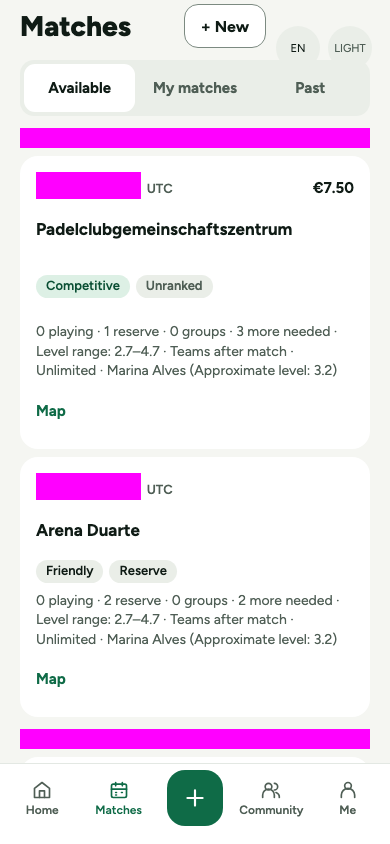 Matches
+ New
EN
LIGHT
Available
My matches
Past
UTC
€7.50
Padelclubgemeinschaftszentrum
Competitive
Unranked
0 playing · 1 reserve · 0 groups · 3 more needed ·
Level range: 2.7–4.7 · Teams after match ·
Unlimited · Marina Alves (Approximate level: 3.2)
Map
UTC
Arena Duarte
Friendly
Reserve
0 playing · 2 reserve · 0 groups · 2 more needed ·
Level range: 2.7–4.7 · Teams after match ·
Unlimited · Marina Alves (Approximate level: 3.2)
Map
Home
Matches
Community
Me